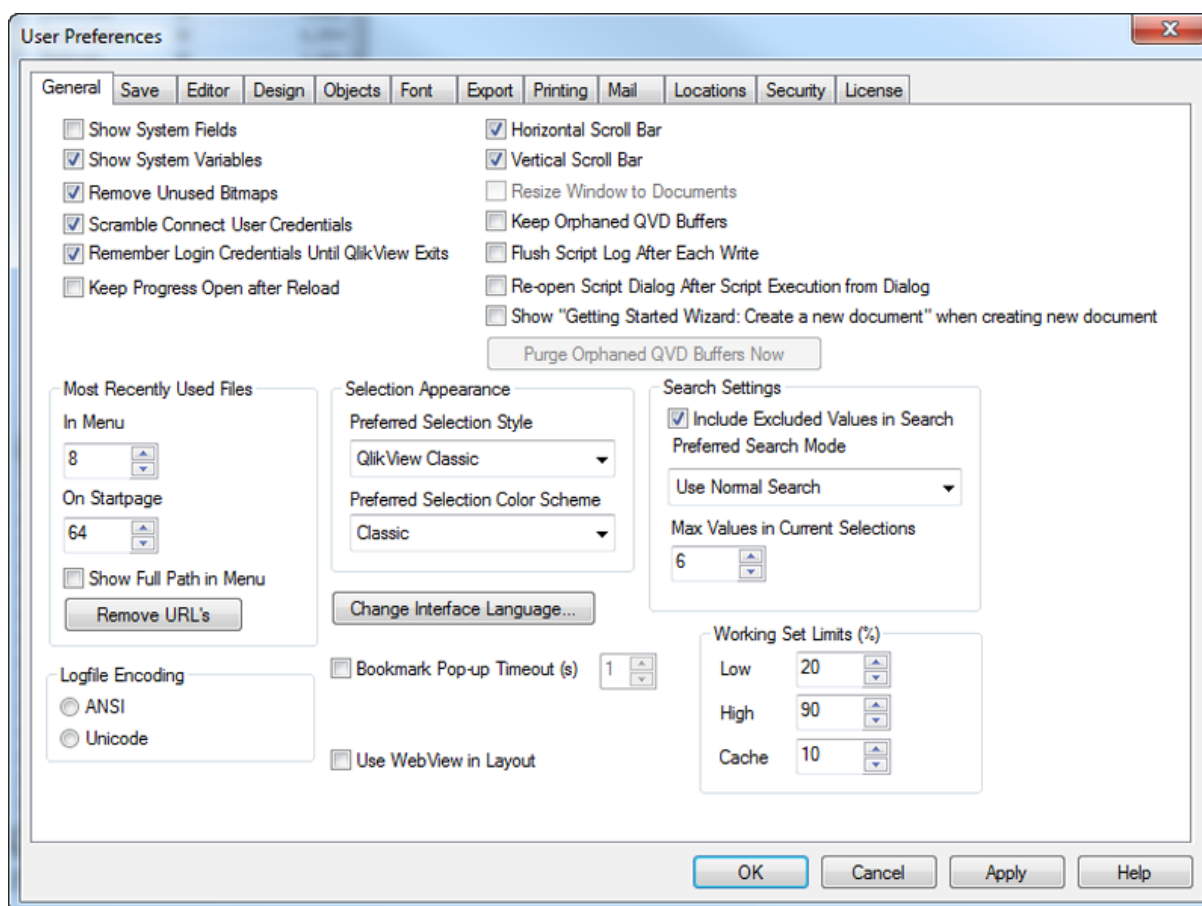 User Preferences
General Save Editor Design Objects Font Export Printing Mail Locations Security License
Show System Fields
Show System Variables
Remove Unused Bitmaps
Scramble Connect User Credentials
Remember Login Credentials Until QlikView Exits
Keep Progress Open after Reload
Horizontal Scroll Bar
Vertical Scroll Bar
Resize Window to Documents
Keep Orphaned QVD Buffers
Flush Script Log After Each Write
Re-open Script Dialog After Script Execution from Dialog
Show "Getting Started Wizard: Create a new document" when creating new document
Purge Orphaned QVD Buffers Now
Most Recently Used Files
In Menu
8
On Startpage
64
Show Full Path in Menu
Remove URL's
Selection Appearance
Preferred Selection Style
QlikView Classic
Preferred Selection Color Scheme
Classic
Search Settings
Include Excluded Values in Search
Preferred Search Mode
Use Normal Search
Max Values in Current Selections
6
Change Interface Language...
Logfile Encoding
ANSI
Unicode
Bookmark Pop-up Timeout (s) 1
Use WebView in Layout
Working Set Limits (%)
Low 20
High 90
Cache 10
OK Cancel Apply Help